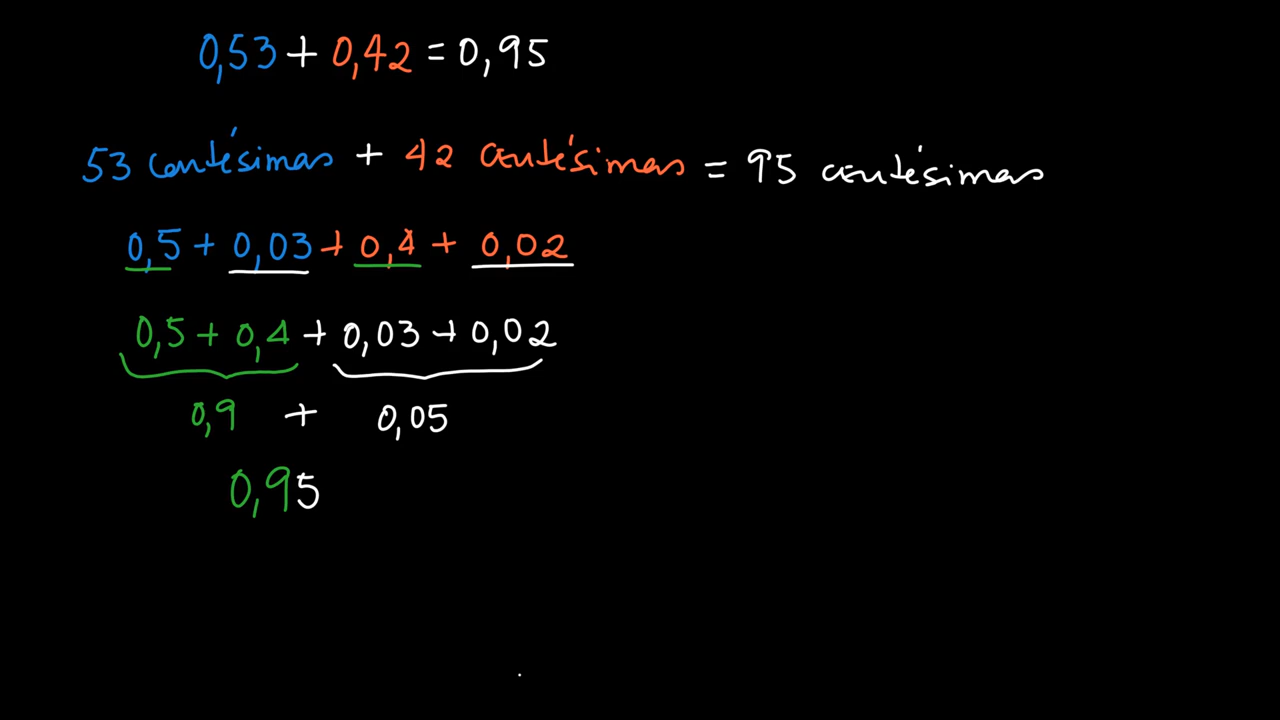 0,53 + 0,42 = 0,95
53 centésimas + 42 centésimas = 95 centésimas
0,5 + 0,03 + 0,4 + 0,02
0,5 + 0,4 + 0,03 + 0,02
0,9 + 0,05
0,95